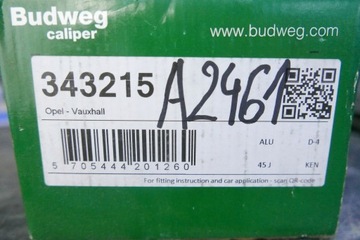 Budweg
caliper
www.budweg.com
343215
A2461
Opel - Vauxhall
ALU
D-4
5 705444 201260
45 J
KEN
For fitting instruction and car application - scan QR-code